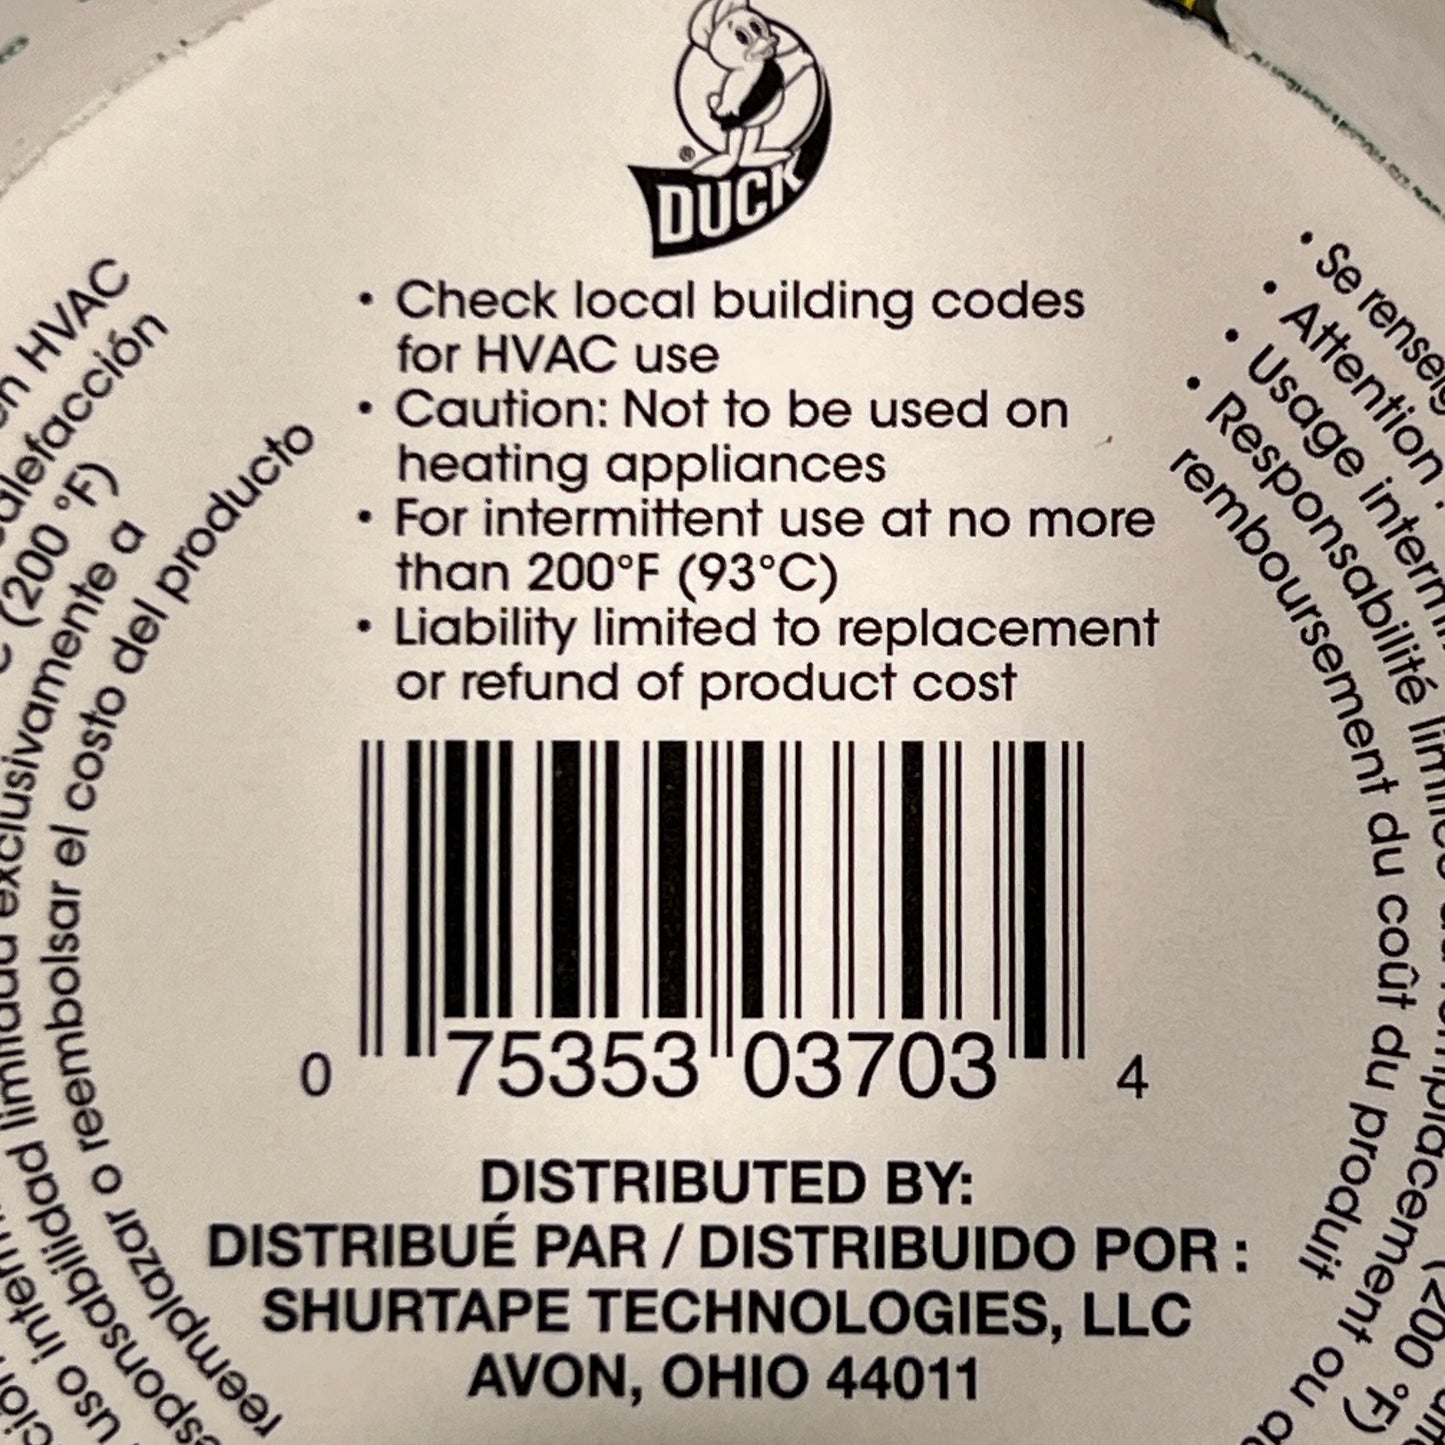 ®
DUCK
• Check local building codes
for HVAC use
• Caution: Not to be used on
heating appliances
• For intermittent use at no more
than 200°F (93°C)
• Liability limited to replacement
or refund of product cost
0 75353 03703 4
DISTRIBUTED BY:
DISTRIBUÉ PAR / DISTRIBUIDO POR :
SHURTAPE TECHNOLOGIES, LLC
AVON, OHIO 44011
HVAC
(200 °F)
limitada exclusivamente a
reemplazar o reembolsar el costo del producto
• Se
• Attention :
• Usage
• Responsabilité
remboursement du coût du produit
(200 °F)